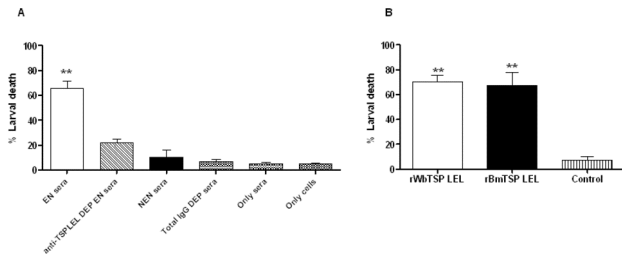 A
% Larval death
100
80
60
40
20
0
**
EN sera
anti-TSP LEL DEP EN sera
NEN sera
Total IgG DEP sera
Only sera
Only cells
B
% Larval death
100
80
60
40
20
0
**
**
rWbTSP LEL
rBmTSP LEL
Control